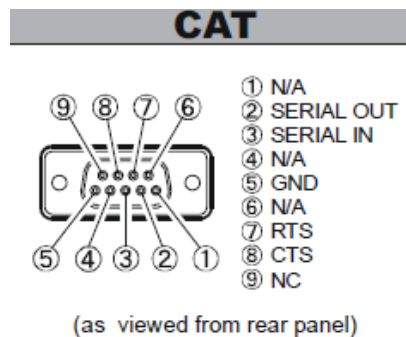 CAT
① N/A
② SERIAL OUT
③ SERIAL IN
④ N/A
⑤ GND
⑥ N/A
⑦ RTS
⑧ CTS
⑨ NC
⑨ ⑧ ⑦ ⑥
⑤ ④ ③ ② ①
(as viewed from rear panel)